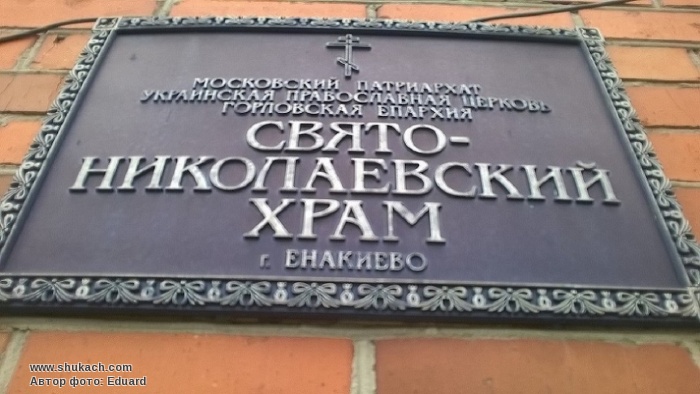 МОСКОВСКИЙ ПАТРИАРХАТ
УКРАИНСКАЯ ПРАВОСЛАВНАЯ ЦЕРКОВЬ
ГОРЛОВСКАЯ ЕПАРХИЯ
СВЯТО-
НИКОЛАЕВСКИЙ
ХРАМ
г. ЕНАКИЕВО
www.shukach.com
Автор фото: Eduard